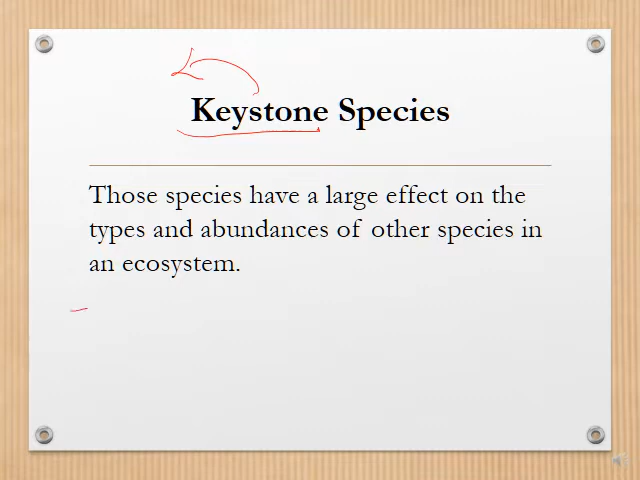 Keystone Species
Those species have a large effect on the
types and abundances of other species in
an ecosystem.